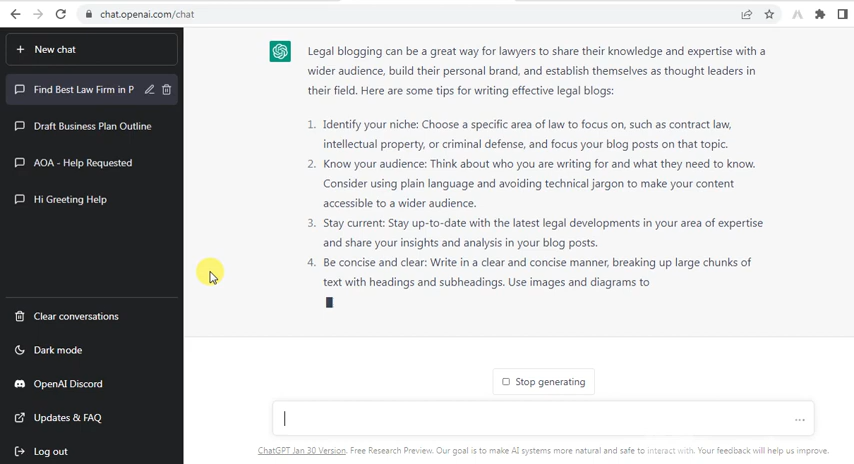 chat.openai.com/chat
New chat
Find Best Law Firm in P
Draft Business Plan Outline
AOA - Help Requested
Hi Greeting Help
Clear conversations
Dark mode
OpenAI Discord
Updates & FAQ
Log out
Legal blogging can be a great way for lawyers to share their knowledge and expertise with a
wider audience, build their personal brand, and establish themselves as thought leaders in
their field. Here are some tips for writing effective legal blogs:
1. Identify your niche: Choose a specific area of law to focus on, such as contract law,
intellectual property, or criminal defense, and focus your blog posts on that topic.
2. Know your audience: Think about who you are writing for and what they need to know.
Consider using plain language and avoiding technical jargon to make your content
accessible to a wider audience.
3. Stay current: Stay up-to-date with the latest legal developments in your area of expertise
and share your insights and analysis in your blog posts.
4. Be concise and clear: Write in a clear and concise manner, breaking up large chunks of
text with headings and subheadings. Use images and diagrams to
Stop generating
ChatGPT Jan 30 Version. Free Research Preview. Our goal is to make AI systems more natural and safe to interact with. Your feedback will help us improve.